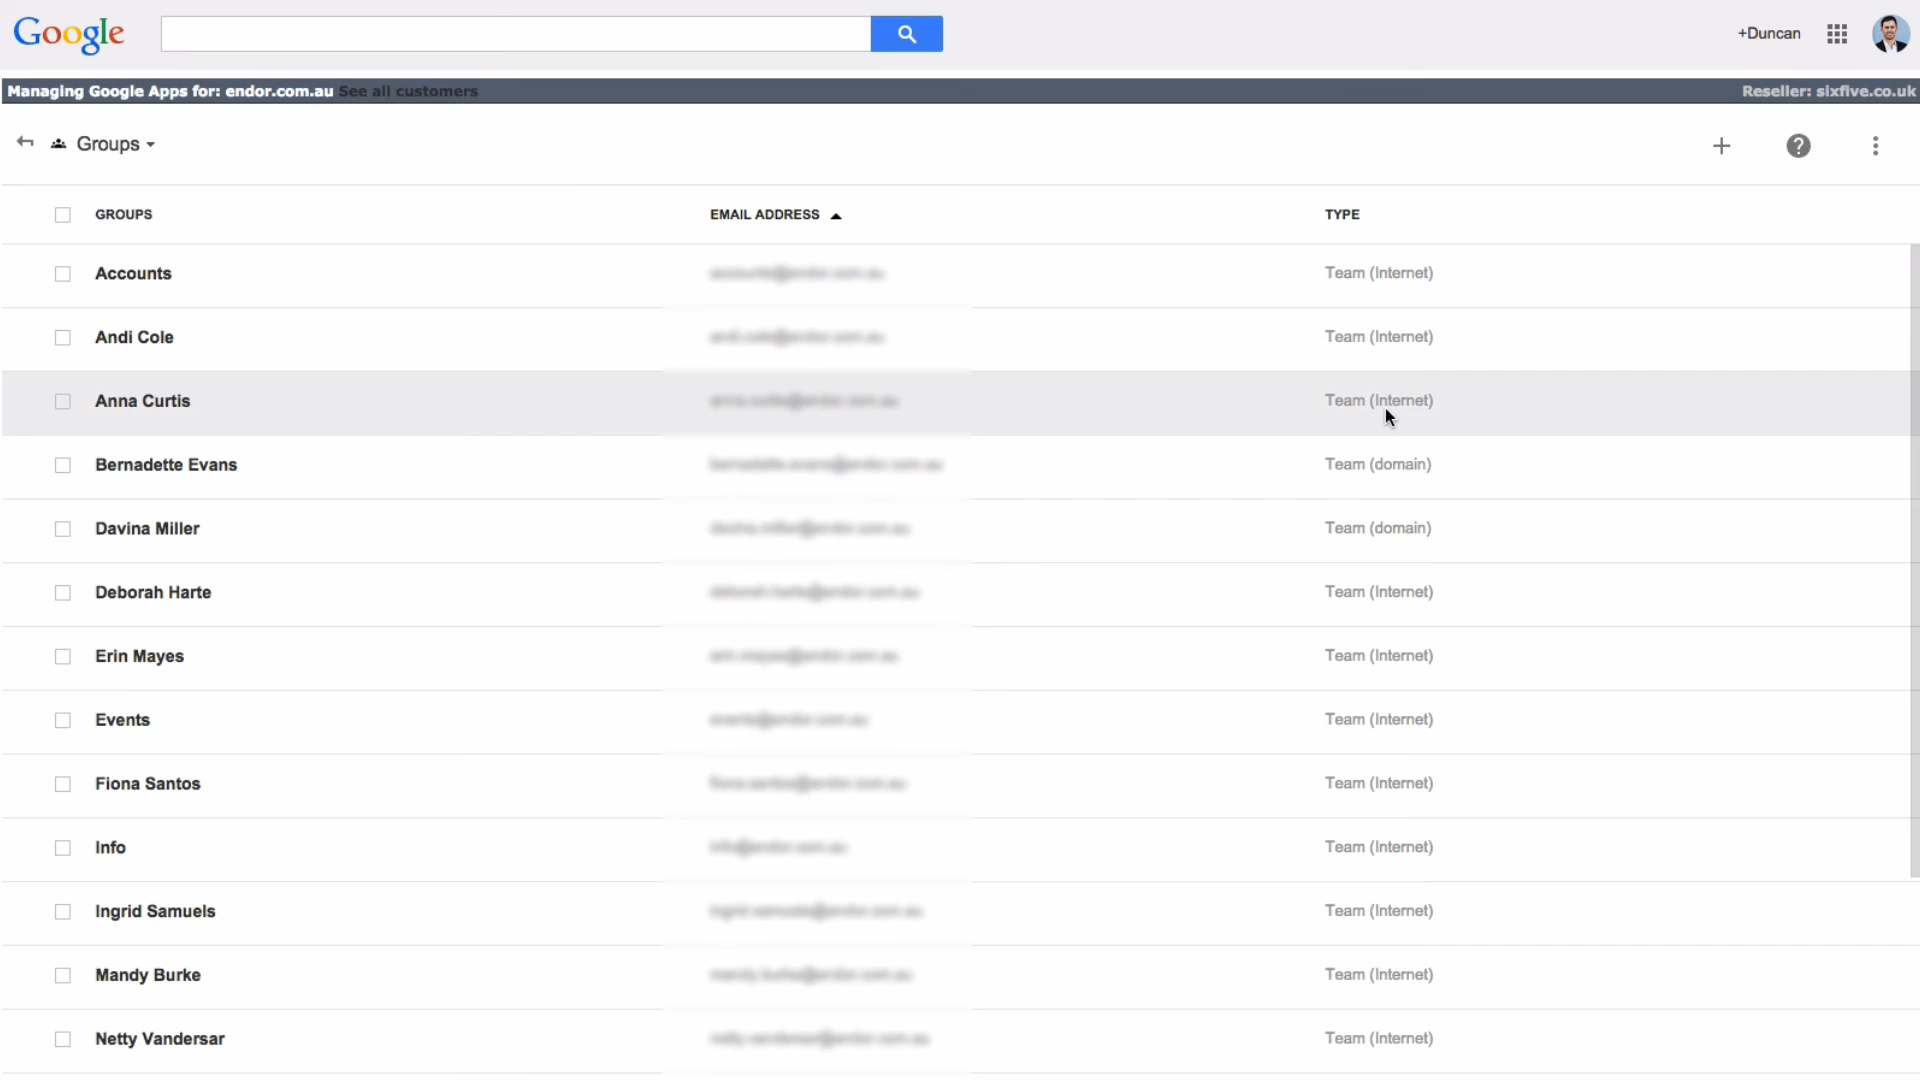 Google
+Duncan
Managing Google Apps for: endor.com.au See all customers
Reseller: sixfive.co.uk
Groups
GROUPS EMAIL ADDRESS TYPE
Accounts Team (Internet)
Andi Cole Team (Internet)
Anna Curtis Team (Internet)
Bernadette Evans Team (domain)
Davina Miller Team (domain)
Deborah Harte Team (Internet)
Erin Mayes Team (Internet)
Events Team (Internet)
Fiona Santos Team (Internet)
Info Team (Internet)
Ingrid Samuels Team (Internet)
Mandy Burke Team (Internet)
Netty Vandersar Team (Internet)